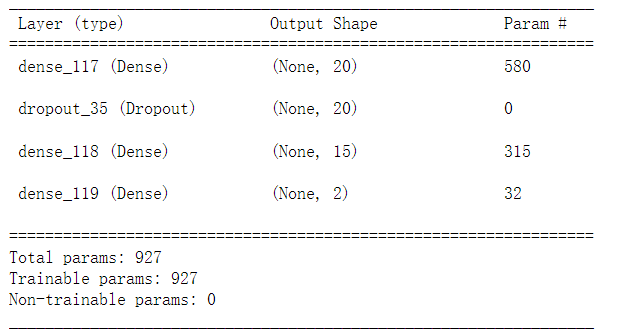 Layer (type) Output Shape Param #
=================================================================
dense_117 (Dense) (None, 20) 580
dropout_35 (Dropout) (None, 20) 0
dense_118 (Dense) (None, 15) 315
dense_119 (Dense) (None, 2) 32
=================================================================
Total params: 927
Trainable params: 927
Non-trainable params: 0